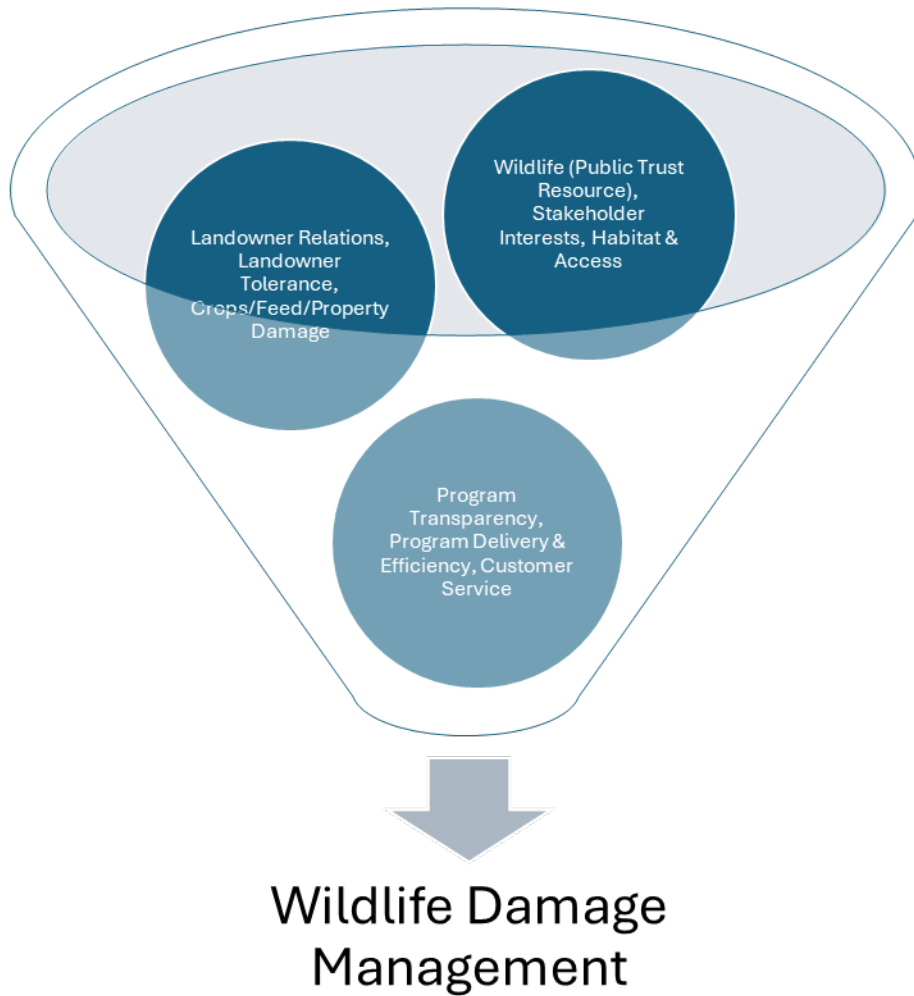 Wildlife (Public Trust
Resource),
Stakeholder
Interests, Habitat &
Access
Landowner Relations,
Landowner
Tolerance,
Crops/Feed/Property
Damage
Program
Transparency,
Program Delivery &
Efficiency, Customer
Service
Wildlife Damage
Management